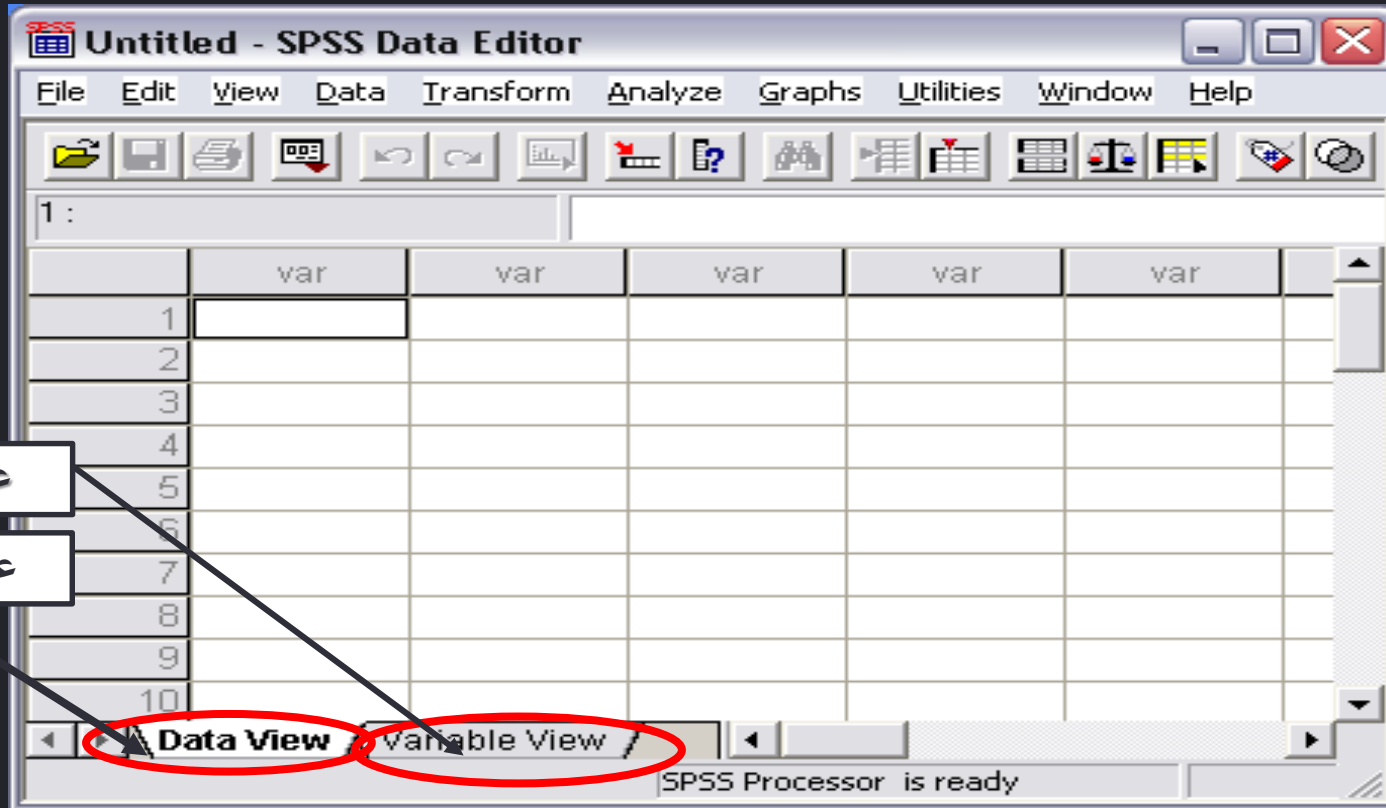 SPSS
Untitled - SPSS Data Editor
File Edit View Data Transform Analyze Graphs Utilities Window Help
1 :
var var var var var
1
2
3
4
5
6
7
8
9
10
Data View Variable View
SPSS Processor is ready